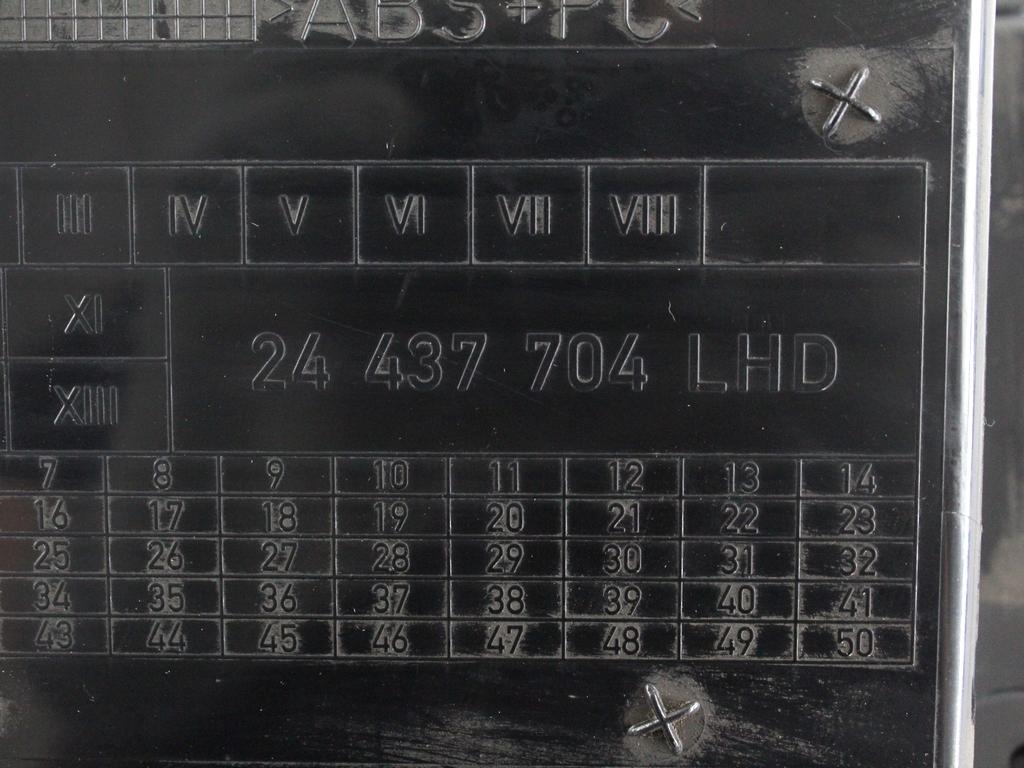 >ABS+PC<
III IV V VI VII VIII
XI
24 437 704 LHD
XIII
7 8 9 10 11 12 13 14
16 17 18 19 20 21 22 23
25 26 27 28 29 30 31 32
34 35 36 37 38 39 40 41
43 44 45 46 47 48 49 50